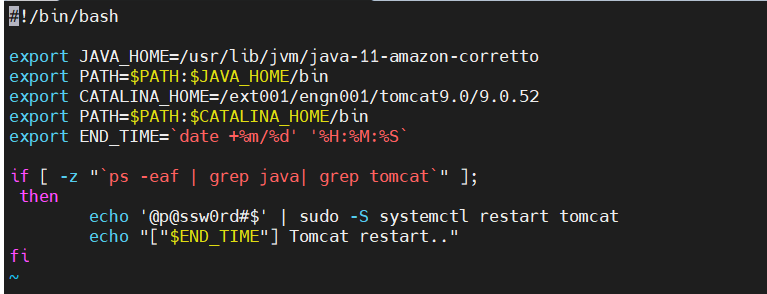 #!/bin/bash
export JAVA_HOME=/usr/lib/jvm/java-11-amazon-corretto
export PATH=$PATH:$JAVA_HOME/bin
export CATALINA_HOME=/ext001/engn001/tomcat9.0/9.0.52
export PATH=$PATH:$CATALINA_HOME/bin
export END_TIME=`date +%m/%d' '%H:%M:%S`
if [ -z "`ps -eaf | grep java| grep tomcat`" ];
then
echo '@p@ssw0rd#$' | sudo -S systemctl restart tomcat
echo "["$END_TIME"] Tomcat restart.."
fi
~